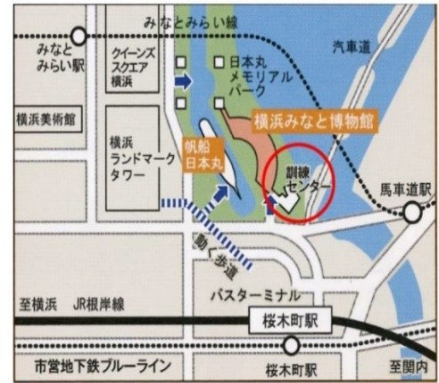 みなとみらい線
みなと
みらい駅
クイーンズ
スクエア
横浜
日本丸
メモリアル
パーク
汽車道
横浜美術館
横浜
ランドマーク
タワー
帆船
日本丸
横浜みなと博物館
訓練
センター
馬車道駅
動く歩道
バスターミナル
至横浜 JR根岸線
桜木町駅
市営地下鉄ブルーライン
桜木町駅
至関内